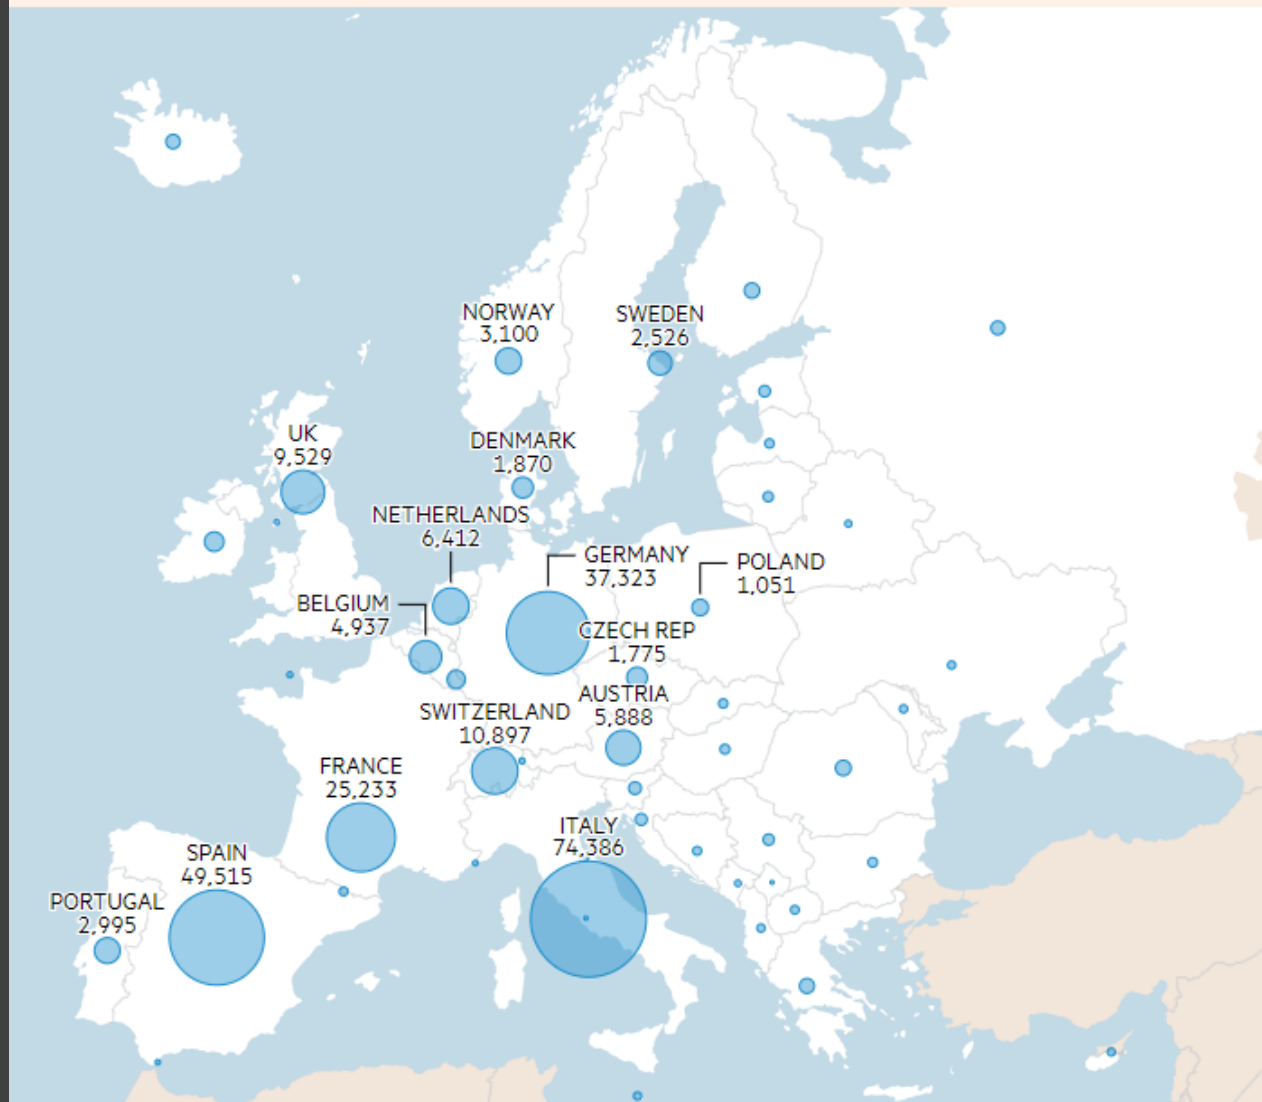 NORWAY
3,100
SWEDEN
2,526
UK
9,529
DENMARK
1,870
NETHERLANDS
6,412
GERMANY
37,323
POLAND
1,051
BELGIUM
4,937
CZECH REP
1,775
AUSTRIA
5,888
SWITZERLAND
10,897
FRANCE
25,233
ITALY
74,386
SPAIN
49,515
PORTUGAL
2,995